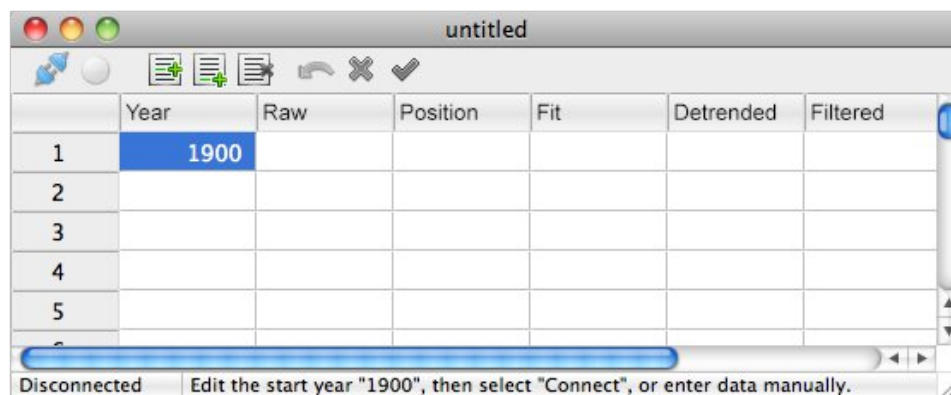 untitled
Year Raw Position Fit Detrended Filtered
1 1900
2
3
4
5
Disconnected Edit the start year "1900", then select "Connect", or enter data manually.